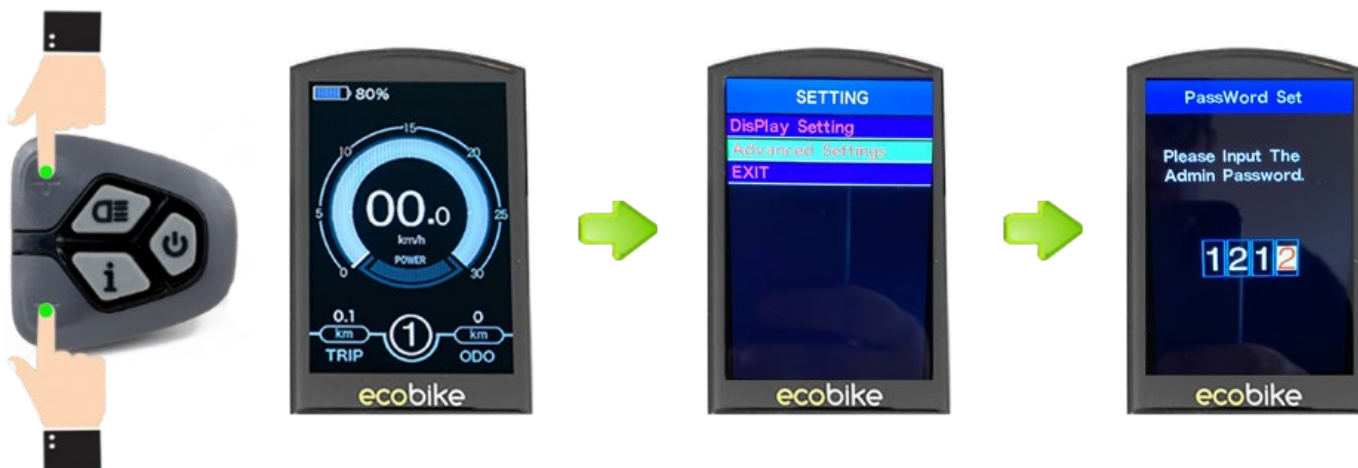 80%
15
10
20
00.0
5
25
km/h
POWER
0
30
0.1
0
km
1
km
TRIP
ODO
ecobike
SETTING
DisPlay Setting
Advanced Settings
EXIT
ecobike
PassWord Set
Please Input The
Admin Password.
1212
ecobike
i